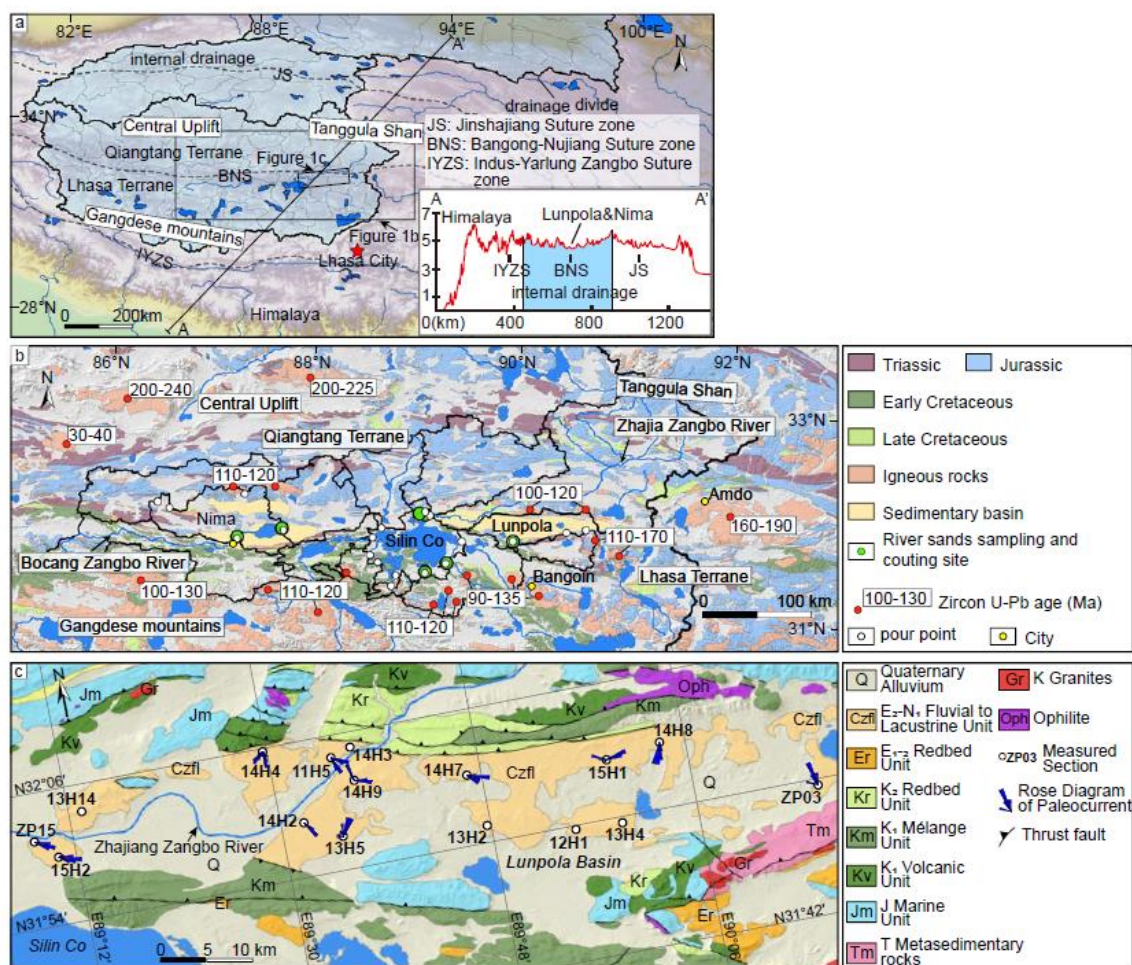 a
82°E
88°E
94°E
100°E
A'
N
internal drainage
JS
drainage divide
34°N
Central Uplift
Tanggula Shan
JS: Jinshajiang Suture zone
BNS: Bangong-Nujiang Suture zone
IYZS: Indus-Yarlung Zangbo Suture
zone
Qiangtang Terrane
Figure 1c
BNS
Lhasa Terrane
Gangdese mountains
Figure 1b
IYZS
Lhasa City
28°N
Himalaya
0
200km
A
A
A'
7
Himalaya
Lunpola&Nima
5
3
IYZS
BNS
JS
1
internal drainage
0(km)
400
800
1200
b
86°N
88°N
90°N
92°N
N
200-240
200-225
Tanggula Shan
Central Uplift
33°N
Zhajia Zangbo River
30-40
Qiangtang Terrane
110-120
100-120
Amdo
Nima
Lunpola
160-190
Silin Co
110-170
Bocang Zangbo River
Bangoin
Lhasa Terrane
100-130
110-120
90-135
0
100 km
Gangdese mountains
110-120
31°N
Triassic
Jurassic
Early Cretaceous
Late Cretaceous
Igneous rocks
Sedimentary basin
River sands sampling and
couting site
100-130
Zircon U-Pb age (Ma)
pour point
City
c
N
Jm
Gr
Kv
Kv
Kr
Oph
Kv
Km
Jm
Czfl
14H8
Kv
Czfl
14H4
11H5
14H3
14H7
Czfl
15H1
N32°06'
14H9
Q
ZP03
13H14
14H2
13H2
13H4
ZP15
13H5
12H1
Tm
Zhajiang Zangbo River
Lunpola Basin
15H2
Q
Kv
Gr
Km
Kr
Er
Jm
Er
N31°54'
N31°42'
E89°12'
E89°30'
E89°48'
E90°06'
Silin Co
0
5
10 km
Q
Quaternary
Alluvium
Gr
K Granites
Czfl
E₂-N₁ Fluvial to
Lacustrine Unit
Oph
Ophilite
Er
E₁-₂ Redbed
Unit
ZP03
Measured
Section
Kr
K₂ Redbed
Unit
Rose Diagram
of Paleocurrent
Km
K₁ Mélange
Unit
Thrust fault
Kv
K₁ Volcanic
Unit
Jm
J Marine
Unit
Tm
T Metasedimentary
rocks